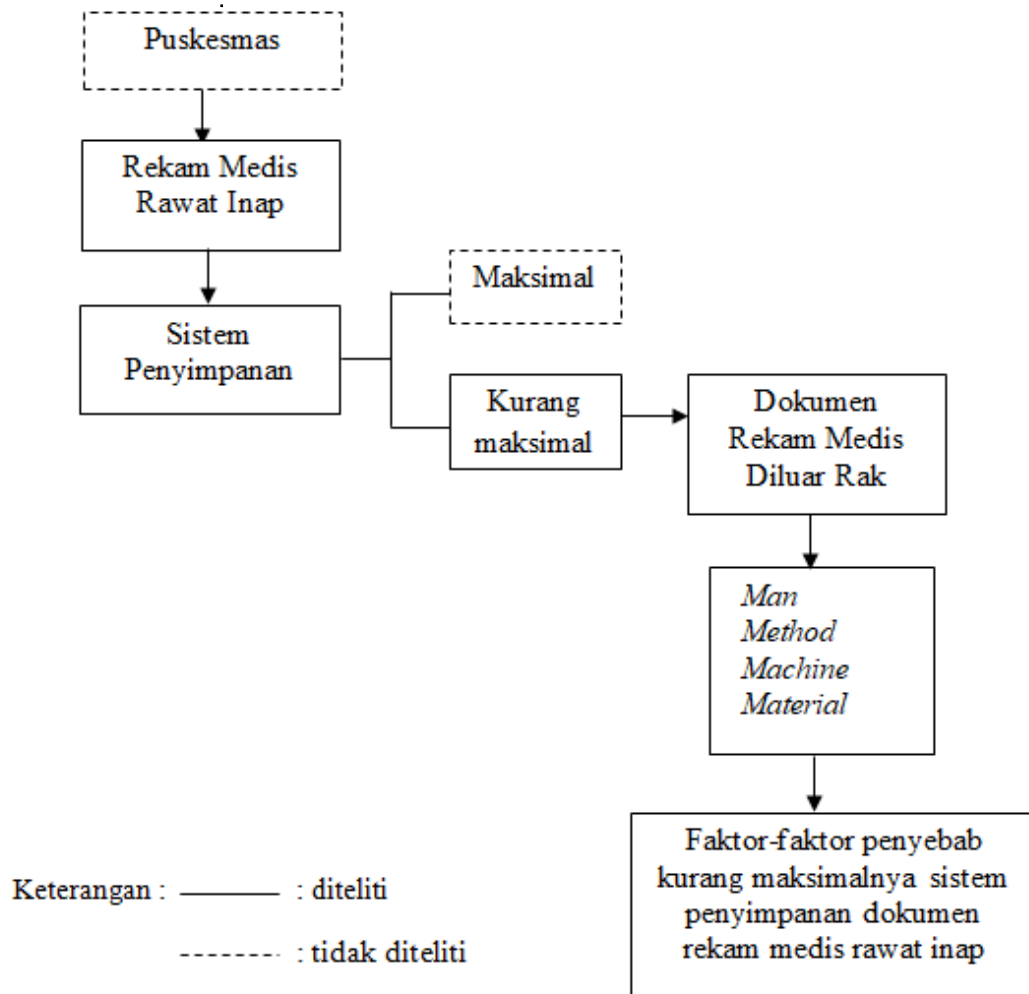 Puskesmas
Rekam Medis
Rawat Inap
Sistem
Penyimpanan
Maksimal
Kurang
maksimal
Dokumen
Rekam Medis
Diluar Rak
Man
Method
Machine
Material
Faktor-faktor penyebab
kurang maksimalnya sistem
penyimpanan dokumen
rekam medis rawat inap
Keterangan : : diteliti
: tidak diteliti